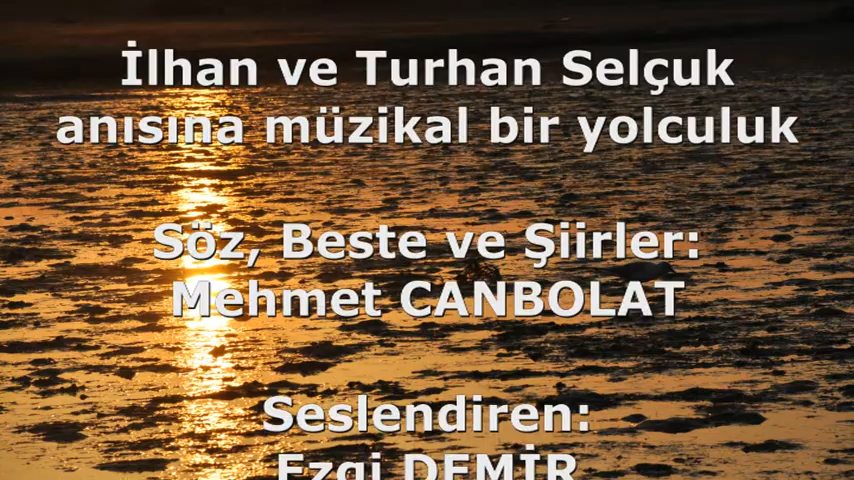 İlhan ve Turhan Selçuk
anısına müzikal bir yolculuk
Söz, Beste ve Şiirler:
Mehmet CANBOLAT
Seslendiren:
Ezgi DEMİR